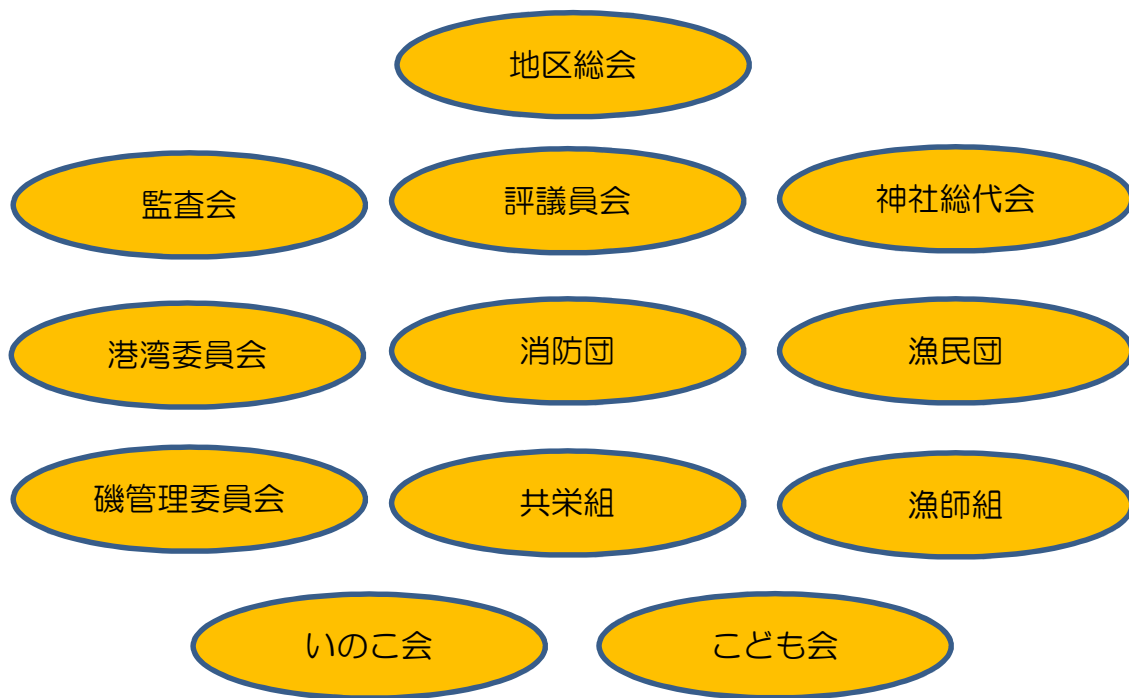 地区総会
監査会
評議員会
神社総代会
港湾委員会
消防団
漁民団
磯管理委員会
共栄組
漁師組
いのこ会
こども会